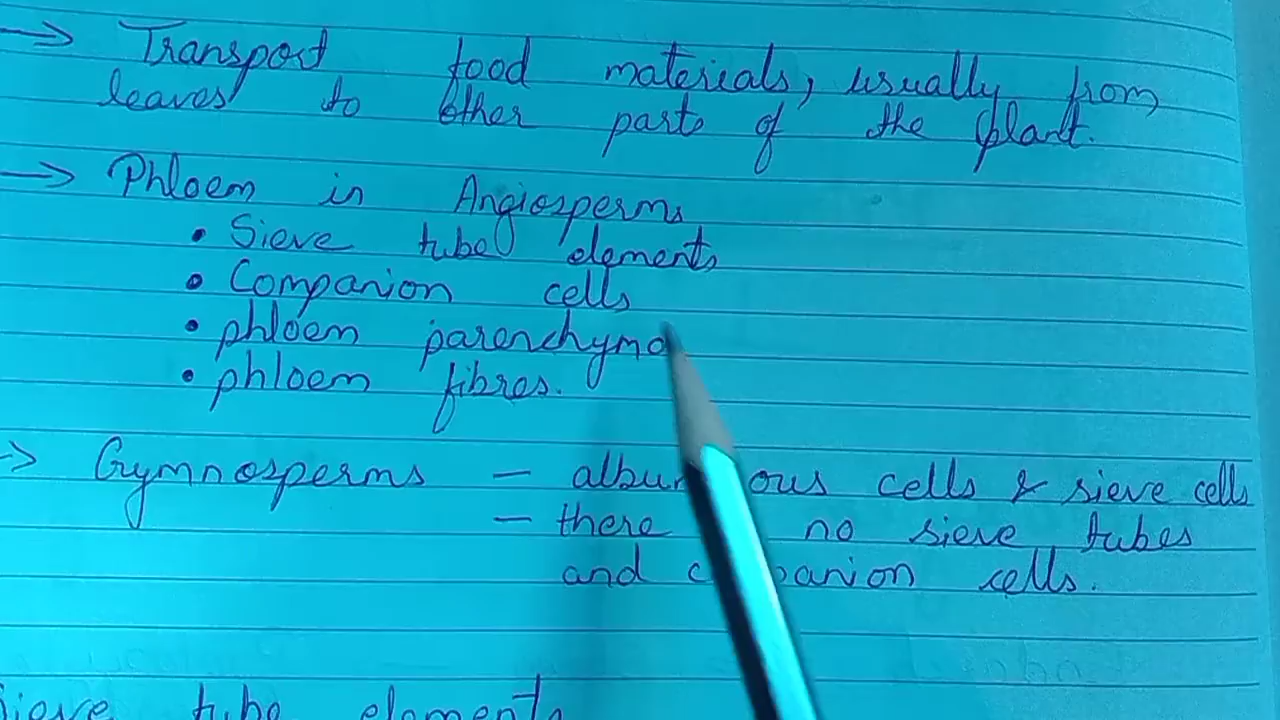 → Transport food materials, usually from
leaves to other parts of the plant.
→ Phloem in Angiosperms
• Sieve tube elements
• Companion cells
• phloem parenchyma
• phloem fibres.
→ Gymnosperms - ous cells & sieve cells
- there no sieve tubes
and cells.
Sieve tube elements